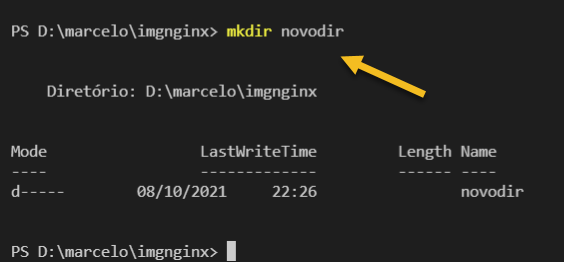 PS D:\marcelo\imgnginx> mkdir novodir
Diretório: D:\marcelo\imgnginx
Mode                 LastWriteTime         Length Name
----                 -------------         ------ ----
d-----        08/10/2021     22:26                novodir
PS D:\marcelo\imgnginx>